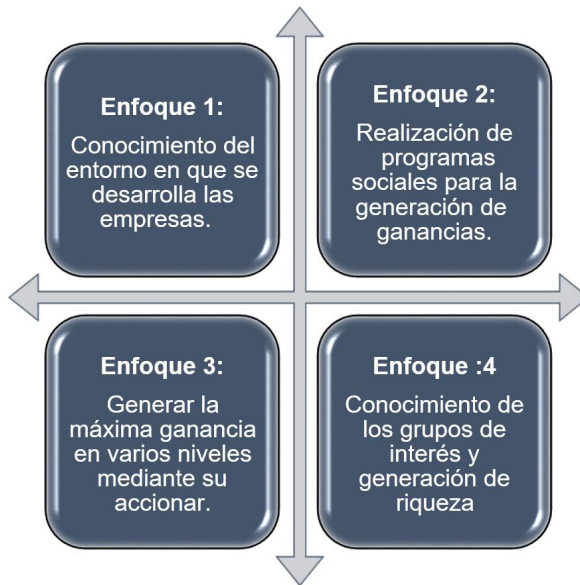 Enfoque 1:
Conocimiento del
entorno en que se
desarrolla las
empresas.
Enfoque 2:
Realización de
programas
sociales para la
generación de
ganancias.
Enfoque 3:
Generar la
máxima ganancia
en varios niveles
mediante su
accionar.
Enfoque :4
Conocimiento de
los grupos de
interés y
generación de
riqueza